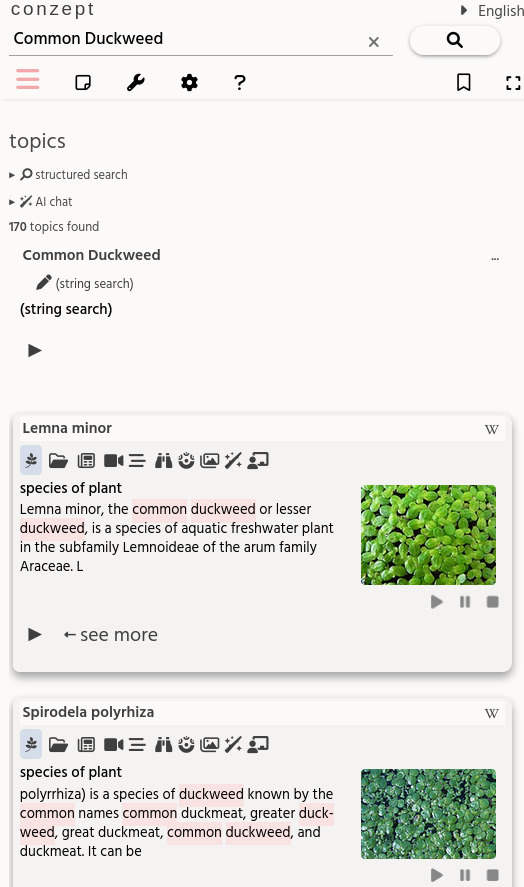 conzept
English
Common Duckweed
topics
structured search
AI chat
170 topics found
Common Duckweed ...
(string search)
(string search)
Lemna minor W
species of plant
Lemna minor, the common duckweed or lesser
duckweed, is a species of aquatic freshwater plant
in the subfamily Lemnoideae of the arum family
Araceae. L
←see more
Spirodela polyrhiza W
species of plant
polyrrhiza) is a species of duckweed known by the
common names common duckmeat, greater duck-
weed, great duckmeat, common duckweed, and
duckmeat. It can be